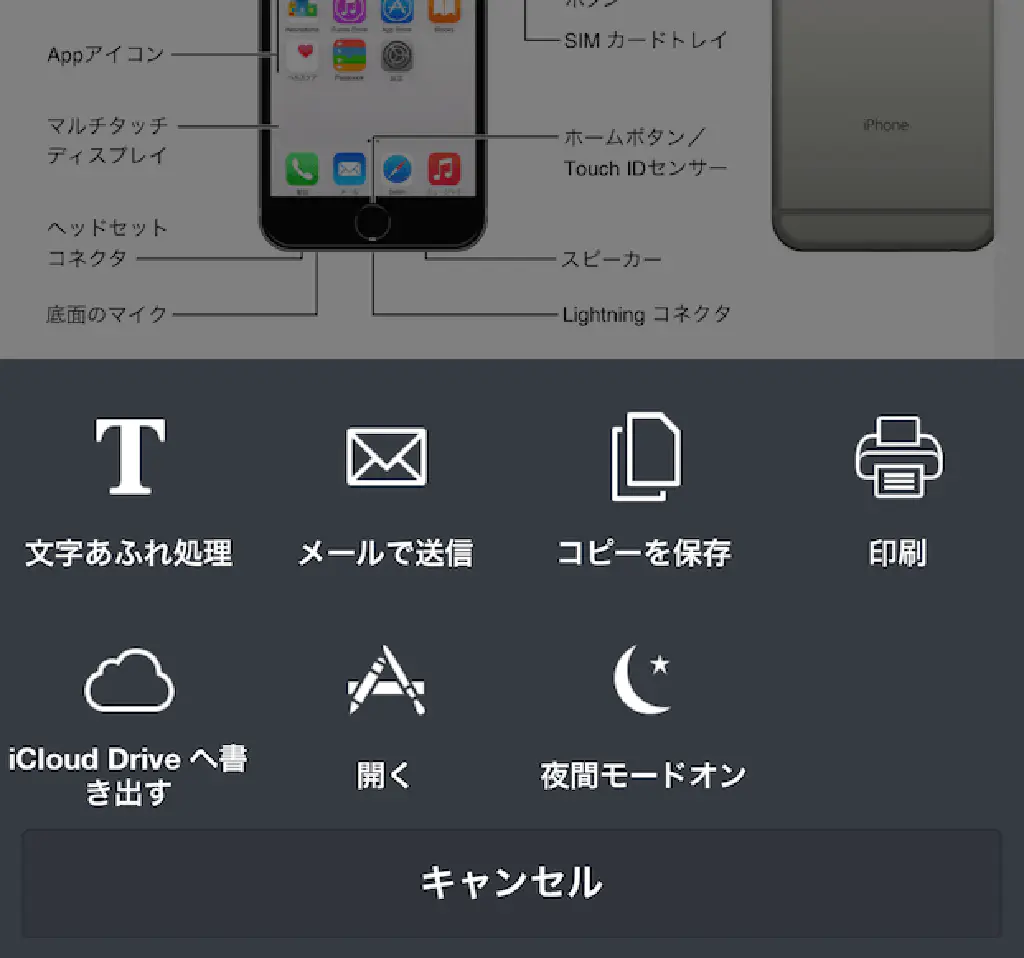 ボタン
SIM カードトレイ
Appアイコン
マルチタッチ
ディスプレイ
iPhone
ホームボタン／
Touch IDセンサー
ヘッドセット
コネクタ
スピーカー
底面のマイク
Lightning コネクタ
T
文字あふれ処理
メールで送信
コピーを保存
印刷
iCloud Drive へ書
き出す
開く
夜間モードオン
キャンセル